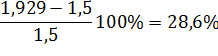 1,929 − 1,5
1,5
100% = 28,6%